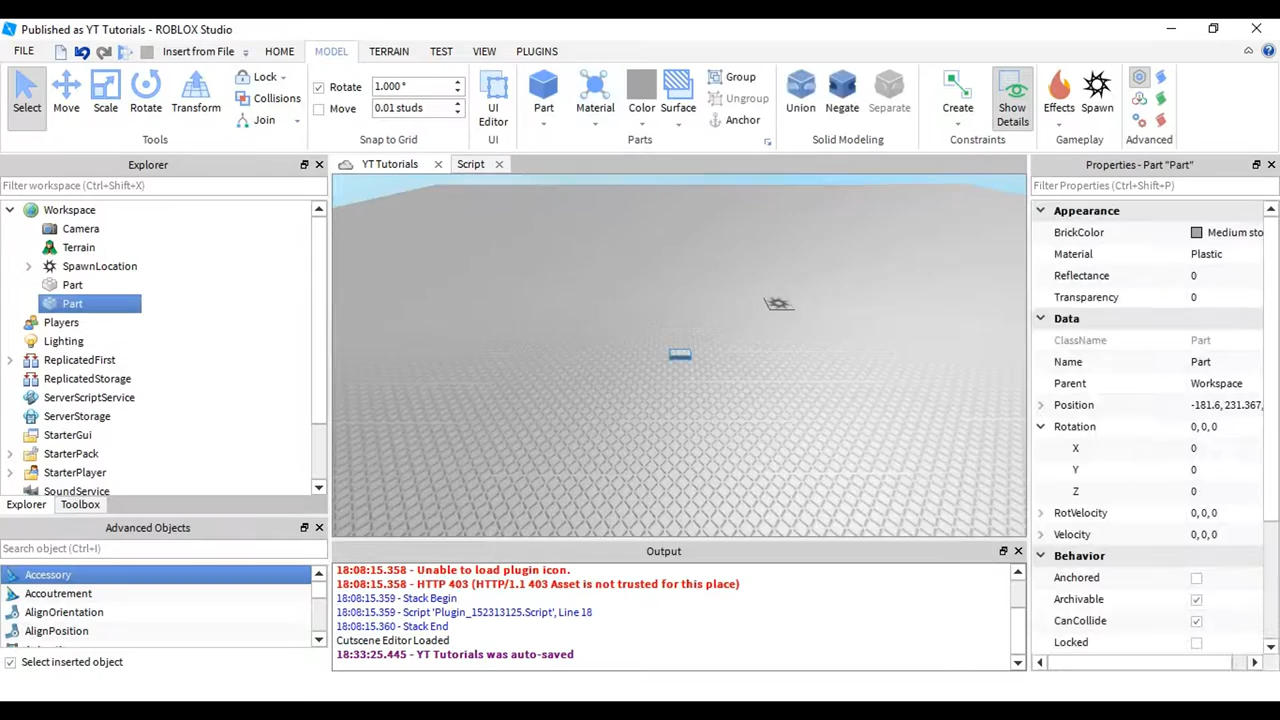 Published as YT Tutorials - ROBLOX Studio
FILE Insert from File HOME MODEL TERRAIN TEST VIEW PLUGINS
Select Move Scale Rotate Transform
Lock
Collisions
Join
Tools
Rotate 1.000°
Move 0.01 studs
Snap to Grid
UI
Editor
UI
Part Material Color Surface
Group
Ungroup
Anchor
Parts
Union Negate Separate
Solid Modeling
Create Show
Details
Constraints
Effects Spawn
Gameplay
Advanced
Explorer
Filter workspace (Ctrl+Shift+X)
Workspace
Camera
Terrain
SpawnLocation
Part
Part
Players
Lighting
ReplicatedFirst
ReplicatedStorage
ServerScriptService
ServerStorage
StarterGui
StarterPack
StarterPlayer
SoundService
Explorer Toolbox
Advanced Objects
Search object (Ctrl+I)
Accessory
Accoutrement
AlignOrientation
AlignPosition
Select inserted object
YT Tutorials Script
Output
18:08:15.358 - Unable to load plugin icon.
18:08:15.358 - HTTP 403 (HTTP/1.1 403 Asset is not trusted for this place)
18:08:15.359 - Stack Begin
18:08:15.359 - Script 'Plugin_152313125.Script', Line 18
18:08:15.360 - Stack End
Cutscene Editor Loaded
18:33:25.445 - YT Tutorials was auto-saved
Properties - Part "Part"
Filter Properties (Ctrl+Shift+P)
Appearance
BrickColor Medium sto
Material Plastic
Reflectance 0
Transparency 0
Data
ClassName Part
Name Part
Parent Workspace
Position -181.6, 231.367,
Rotation 0, 0, 0
X 0
Y 0
Z 0
RotVelocity 0, 0, 0
Velocity 0, 0, 0
Behavior
Anchored
Archivable
CanCollide
Locked